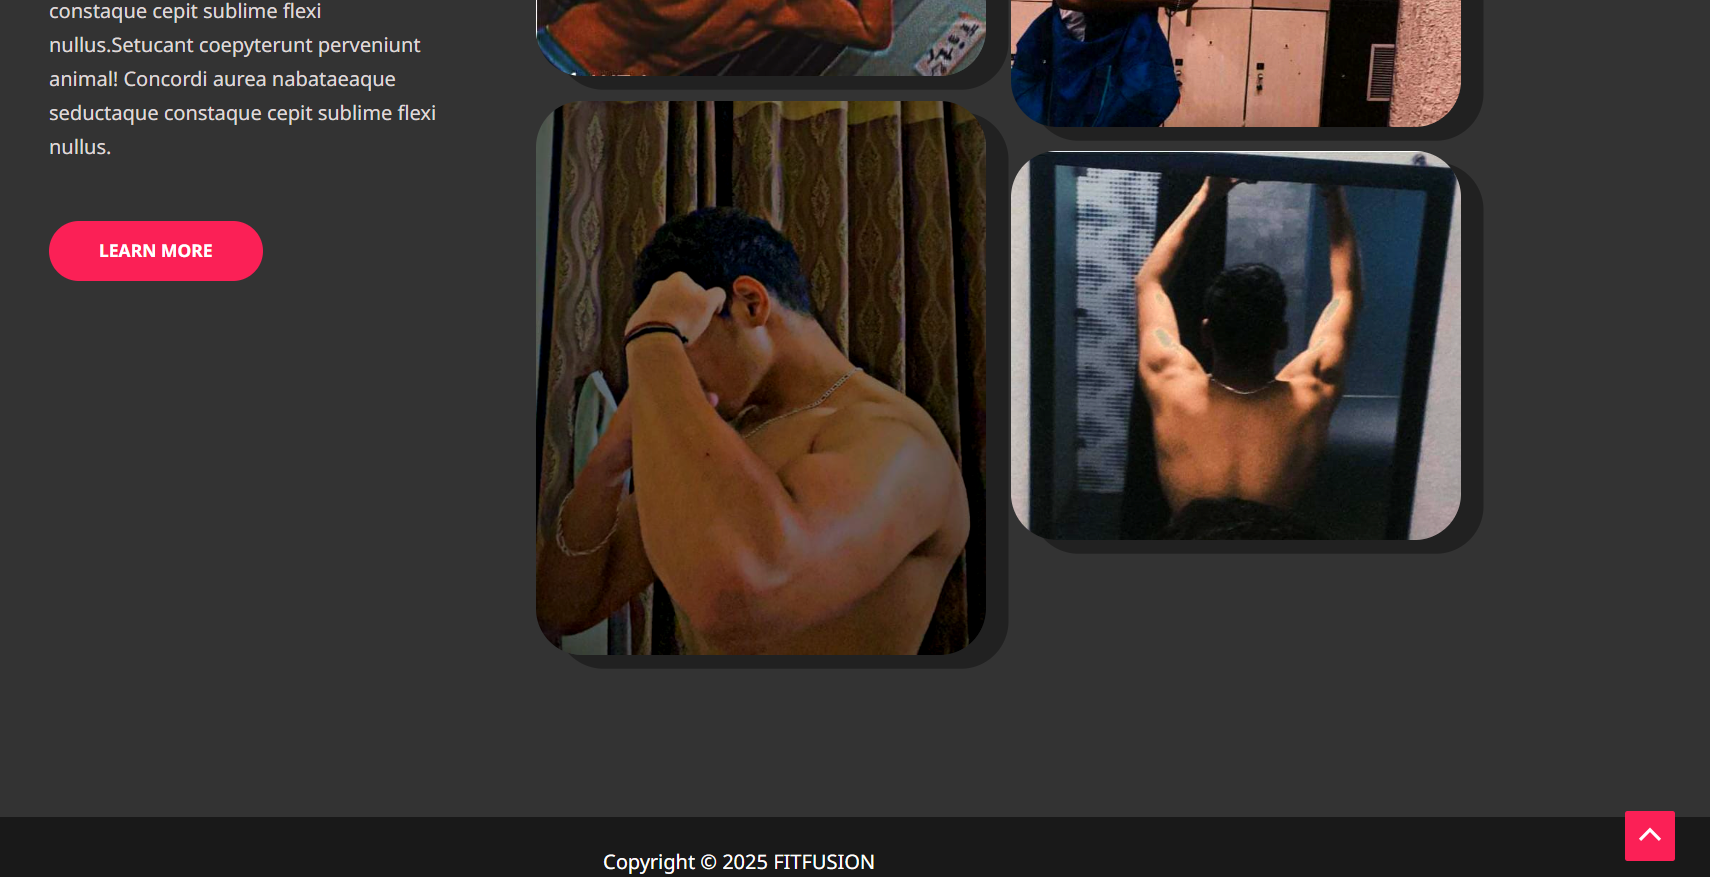 constaque cepit sublime flexi
nullus.Setucant coepyterunt perveniunt
animal! Concordi aurea nabataeaque
seductaque constaque cepit sublime flexi
nullus.
LEARN MORE
Copyright © 2025 FITFUSION